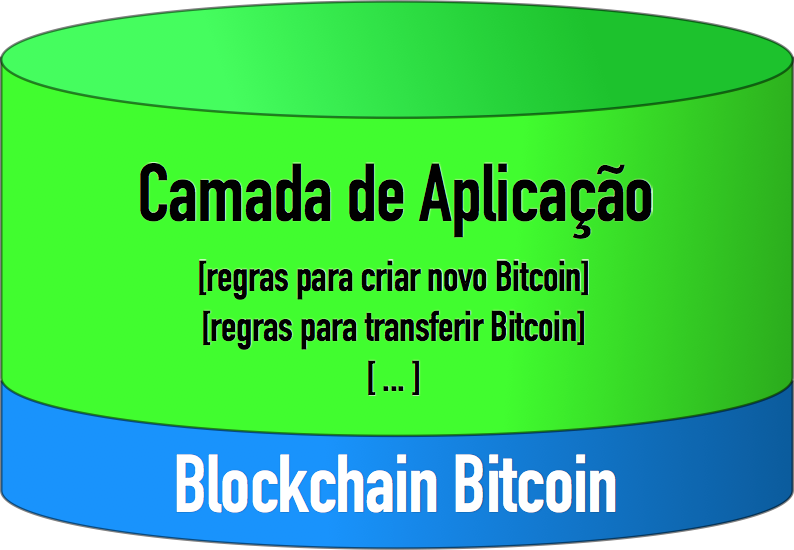 Camada de Aplicação
[regras para criar novo Bitcoin]
[regras para transferir Bitcoin]
[ ... ]
Blockchain Bitcoin